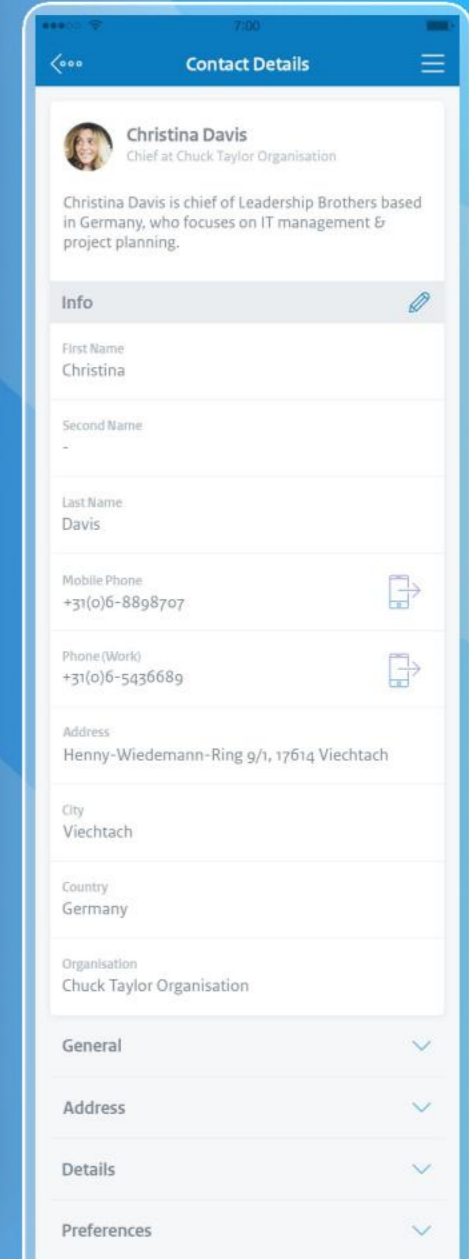 7:00
Contact Details
Christina Davis
Chief at Chuck Taylor Organisation
Christina Davis is chief of Leadership Brothers based
in Germany, who focuses on IT management &
project planning.
Info
First Name
Christina
Second Name
-
Last Name
Davis
Mobile Phone
+31(0)6-8898707
Phone (Work)
+31(0)6-5436689
Address
Henny-Wiedemann-Ring 9/1, 17614 Viechtach
City
Viechtach
Country
Germany
Organisation
Chuck Taylor Organisation
General
Address
Details
Preferences